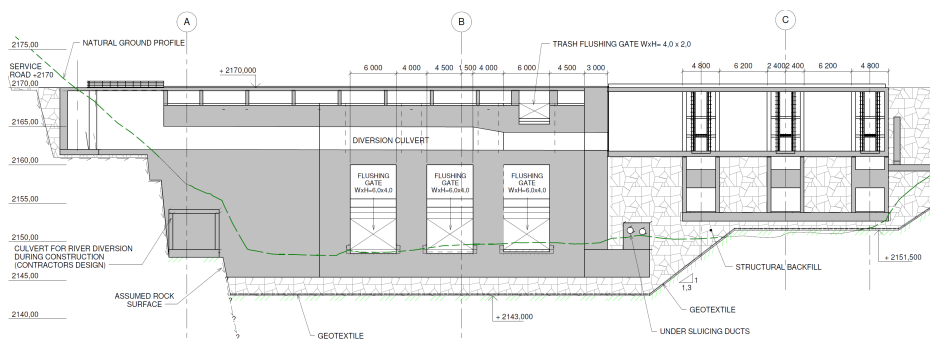 A
B
C
2175,00
NATURAL GROUND PROFILE
TRASH FLUSHING GATE WxH= 4,0 x 2,0
SERVICE
ROAD +2170
2170,00
+ 2170,000
6 000
4 000
4 500
1 500
4 000
6 000
4 500
3 000
4 800
6 200
2 400
2 400
6 200
4 800
2165,00
DIVERSION CULVERT
2160,00
FLUSHING
GATE
WxH=6,0x4,0
FLUSHING
GATE
WxH=6,0x4,0
FLUSHING
GATE
WxH=6,0x4,0
2155,00
2150,00
CULVERT FOR RIVER DIVERSION
DURING CONSTRUCTION
(CONTRACTORS DESIGN)
+ 2151,500
STRUCTURAL BACKFILL
2145,00
ASSUMED ROCK
SURFACE
1
1,3
?
?
?
?
GEOTEXTILE
2140,00
+ 2143,000
GEOTEXTILE
UNDER SLUICING DUCTS